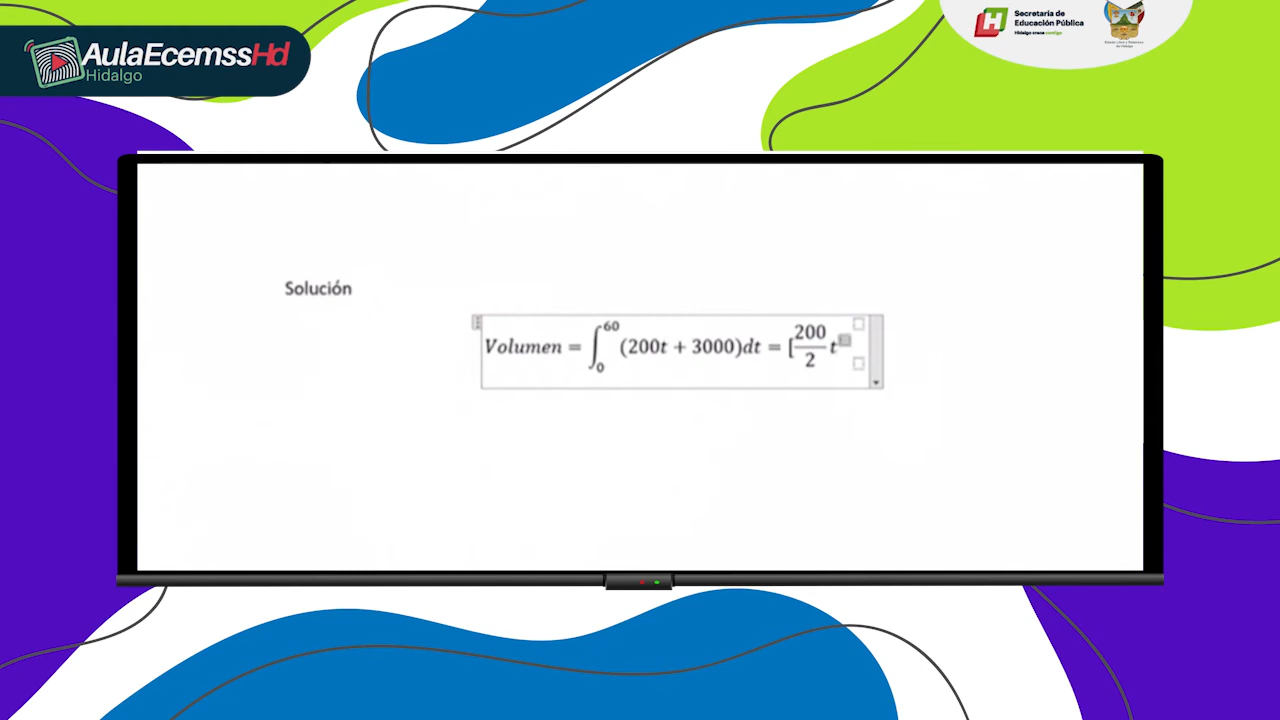 AulaEcemssHd
Hidalgo
H
Secretaría de
Educación Pública
Hidalgo crece contigo
Solución
Volumen = ∫₀⁶⁰ (200t + 3000)dt = [200/2 t